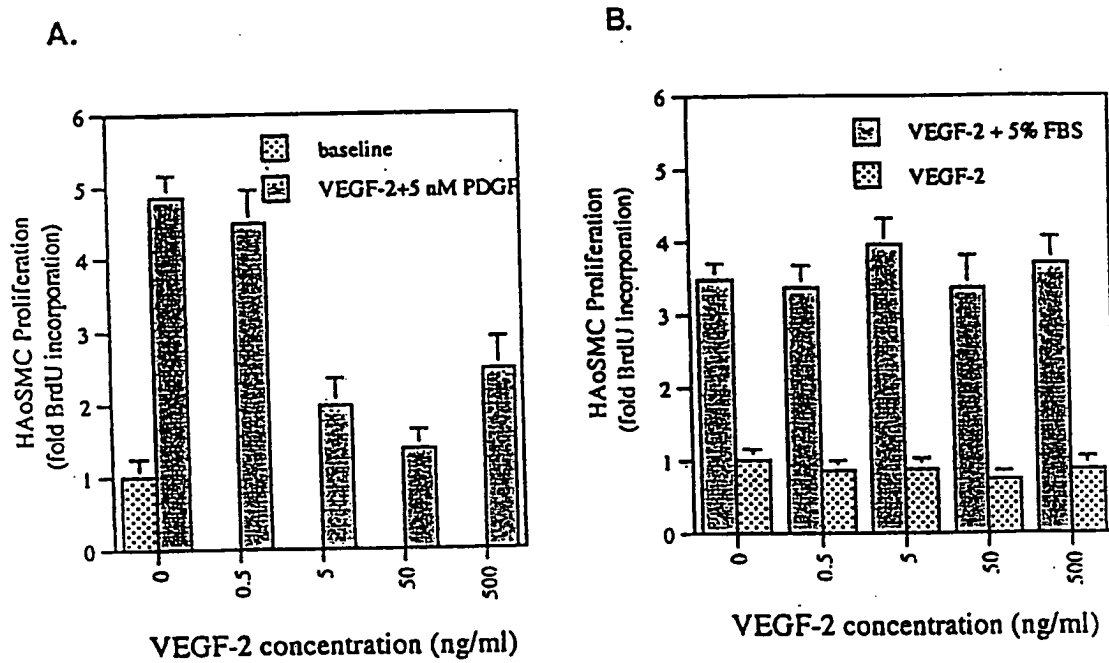 A.
6
5
4
3
2
1
0
HAoSMC Proliferation
(fold BrdU incorporation)
baseline
VEGF-2+5 nM PDGF
0
0.5
5
50
500
VEGF-2 concentration (ng/ml)
B.
6
5
4
3
2
1
0
HAoSMC Proliferation
(fold BrdU incorporation)
VEGF-2 + 5% FBS
VEGF-2
0
0.5
5
50
500
VEGF-2 concentration (ng/ml)